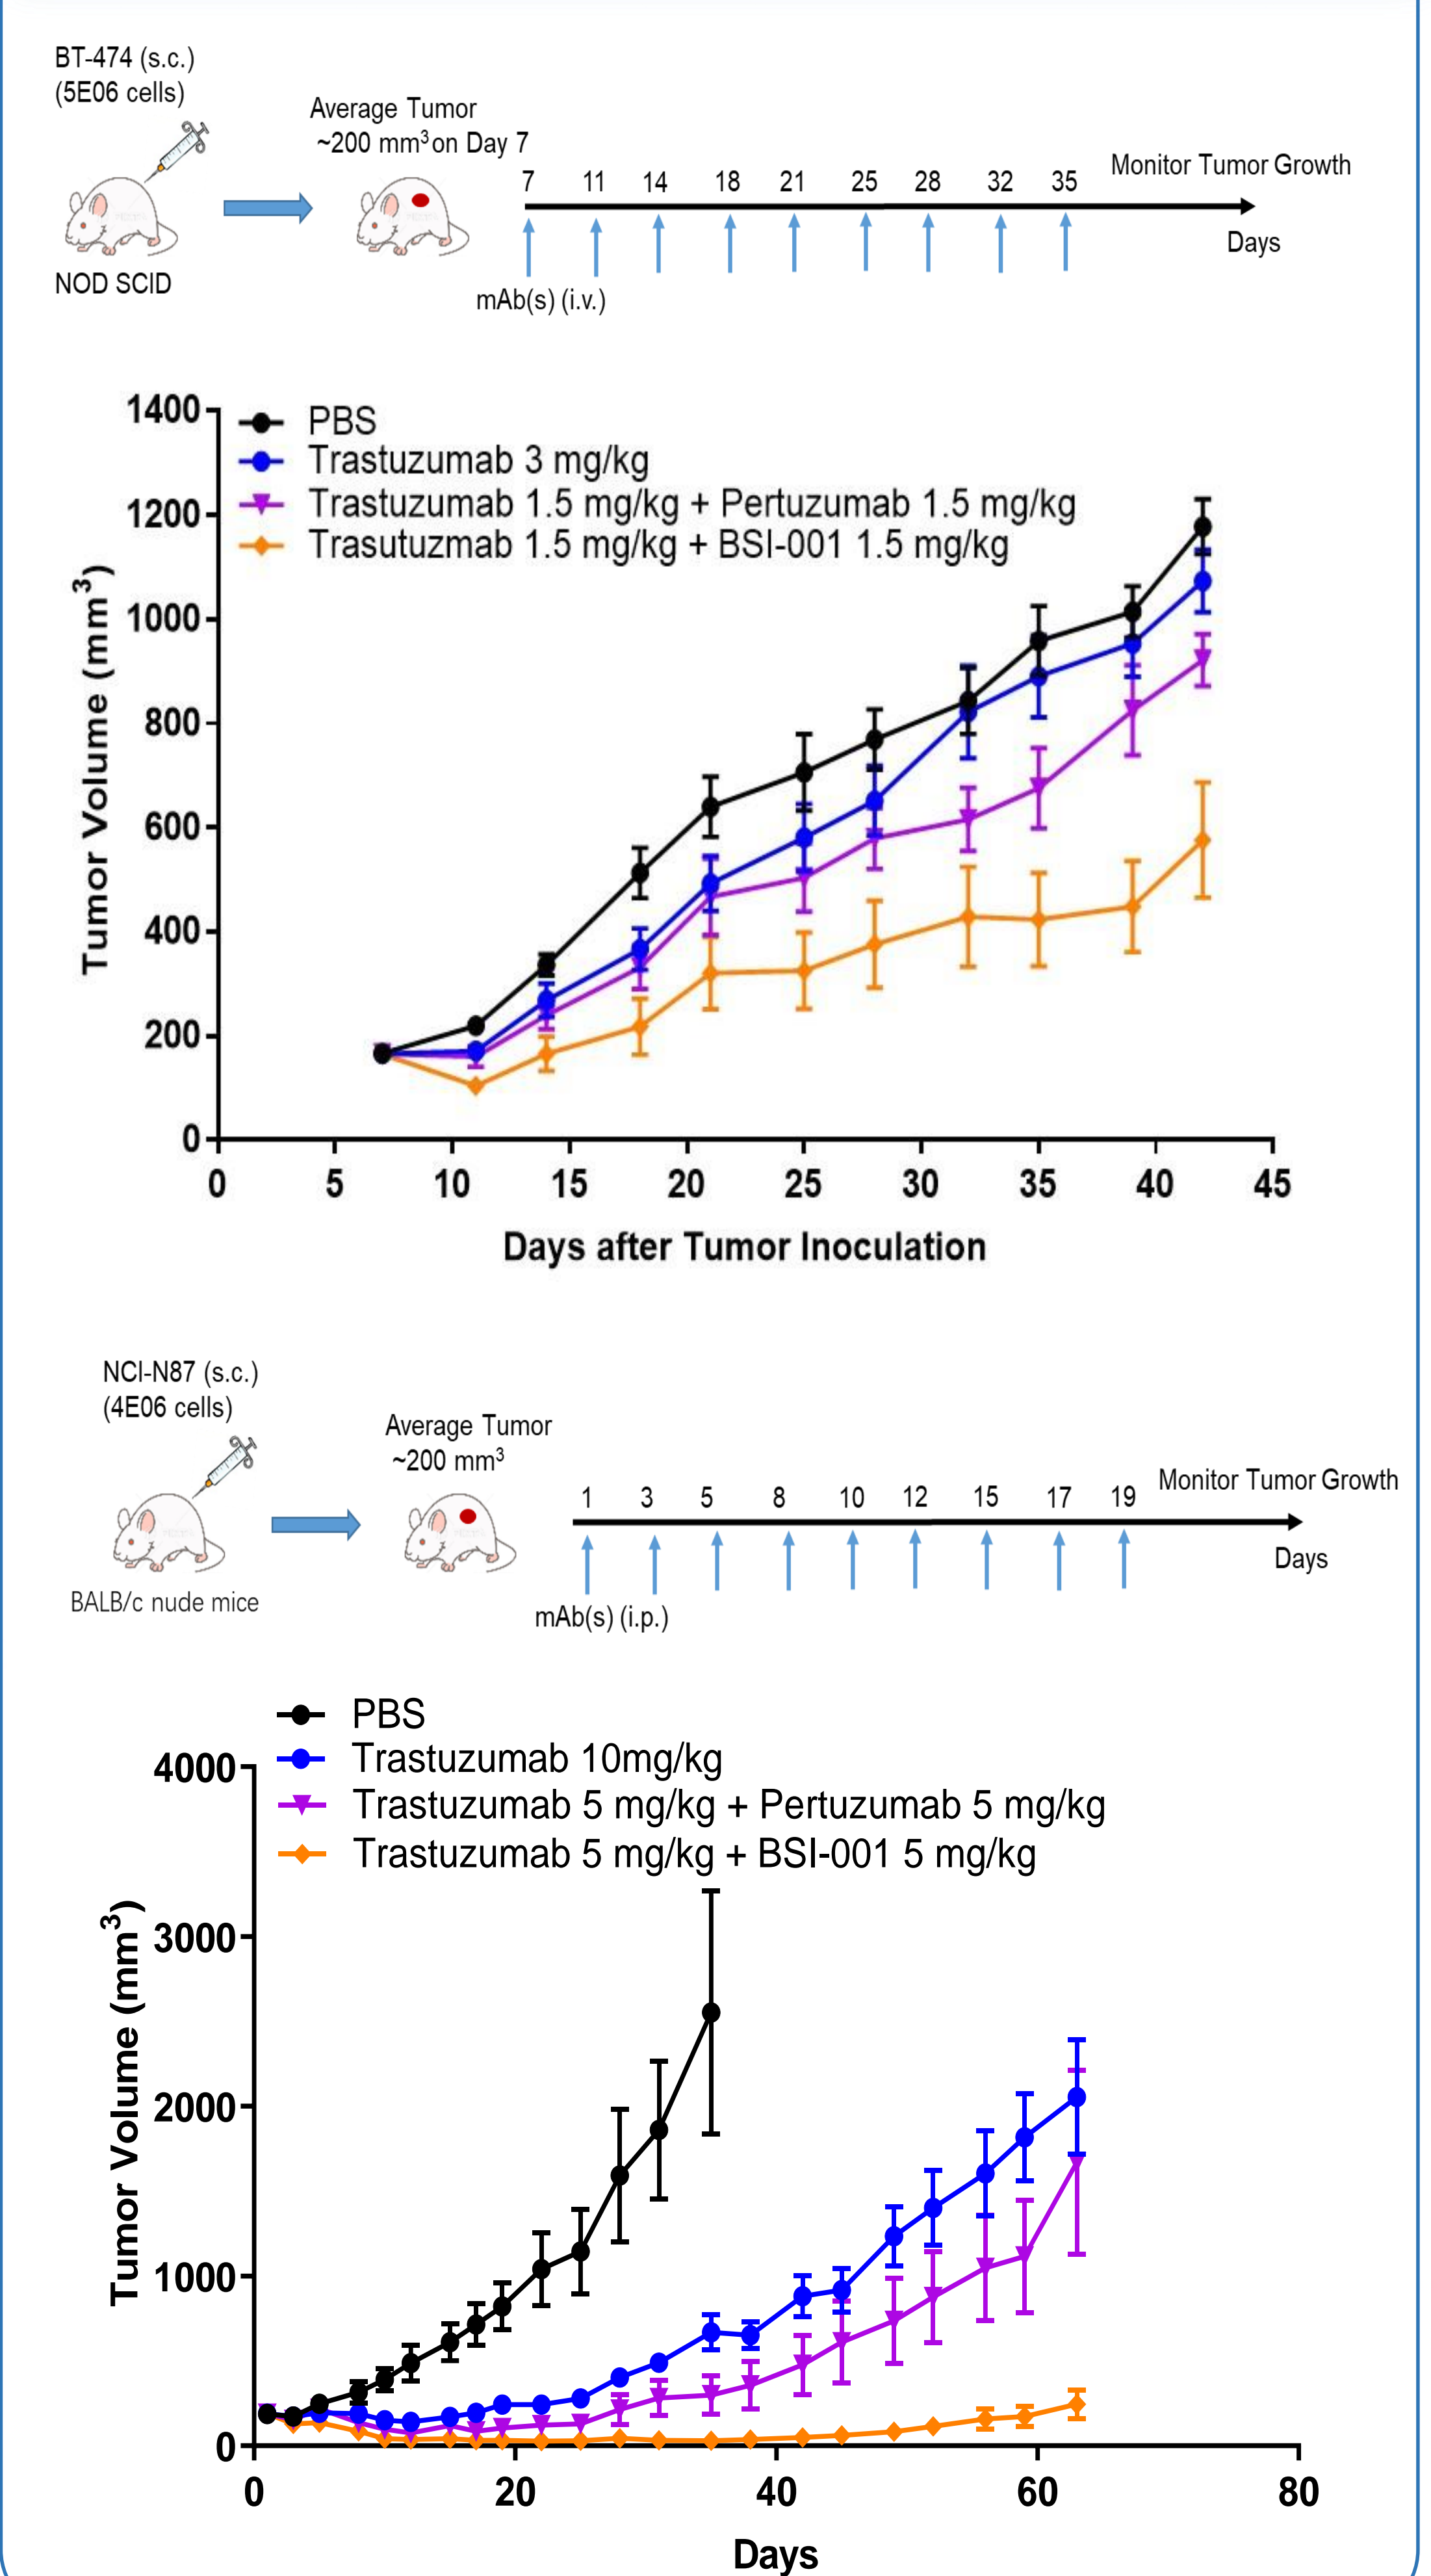 BT-474 (s.c.)
(5E06 cells)
Average Tumor
~200 mm³ on Day 7
7 11 14 18 21 25 28 32 35
Monitor Tumor Growth
Days
NOD SCID
mAb(s) (i.v.)
PBS
Trastuzumab 3 mg/kg
Trastuzumab 1.5 mg/kg + Pertuzumab 1.5 mg/kg
Trasutuzmab 1.5 mg/kg + BSI-001 1.5 mg/kg
Tumor Volume (mm³)
1400
1200
1000
800
600
400
200
0
0 5 10 15 20 25 30 35 40 45
Days after Tumor Inoculation
NCI-N87 (s.c.)
(4E06 cells)
Average Tumor
~200 mm³
1 3 5 8 10 12 15 17 19
Monitor Tumor Growth
Days
BALB/c nude mice
mAb(s) (i.p.)
PBS
Trastuzumab 10mg/kg
Trastuzumab 5 mg/kg + Pertuzumab 5 mg/kg
Trastuzumab 5 mg/kg + BSI-001 5 mg/kg
Tumor Volume (mm³)
4000
3000
2000
1000
0
0 20 40 60 80
Days